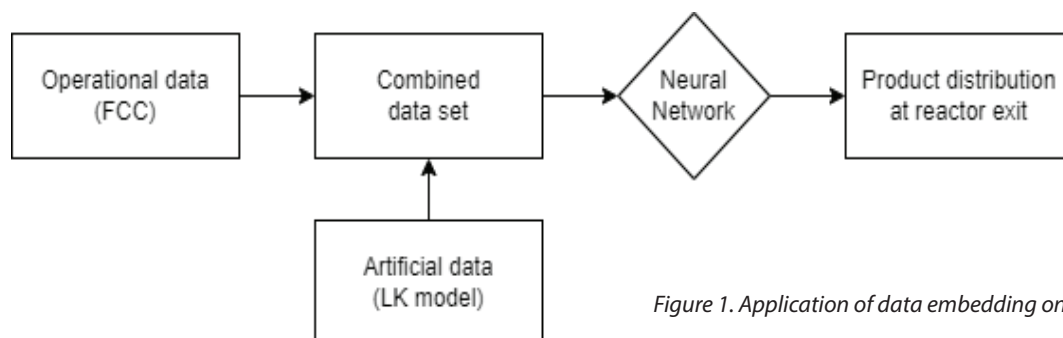 Operational data
(FCC)
Combined
data set
Neural
Network
Product distribution
at reactor exit
Artificial data
(LK model)
Figure 1. Application of data embedding on